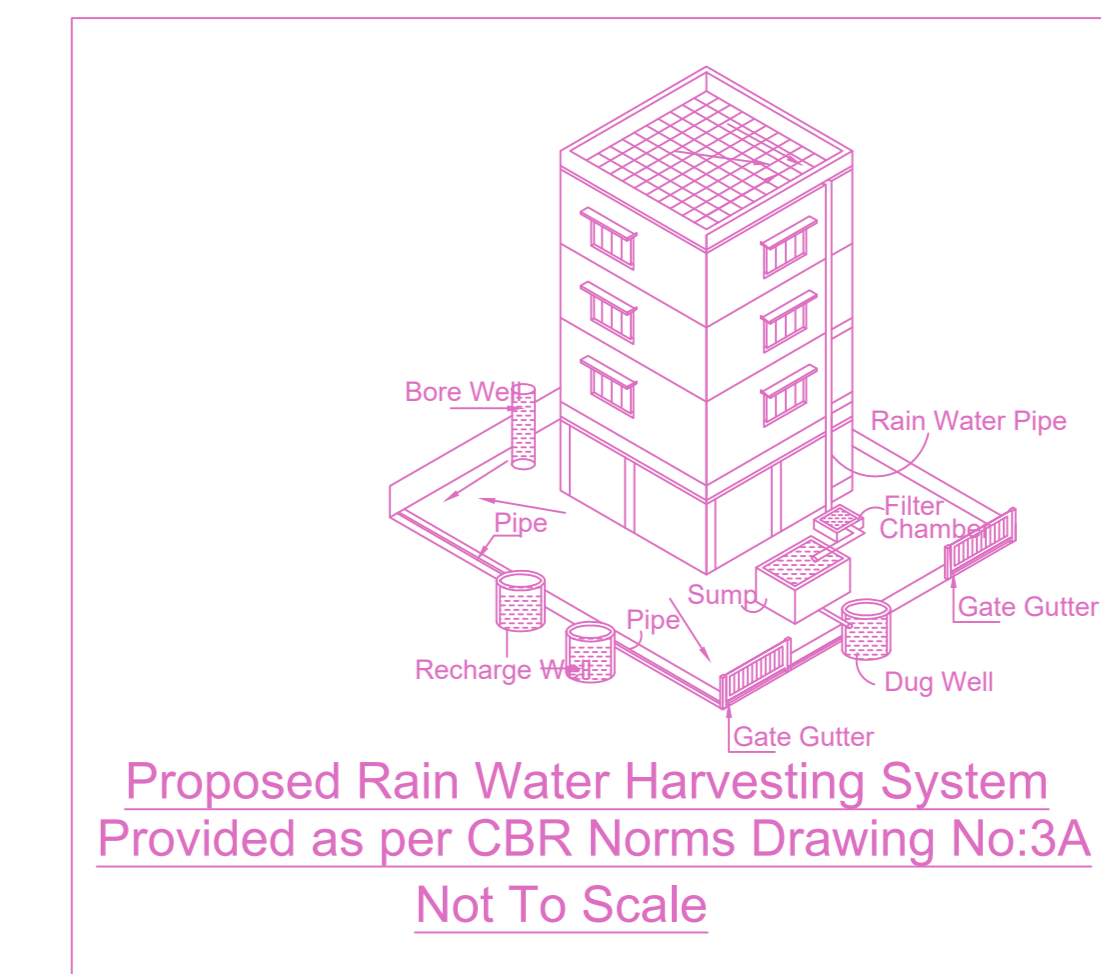 Bore Well
Rain Water Pipe
Filter
Chamber
Pipe
Sump
Gate Gutter
Pipe
Recharge Well
Dug Well
Gate Gutter
Proposed Rain Water Harvesting System
Provided as per CBR Norms Drawing No:3A
Not To Scale